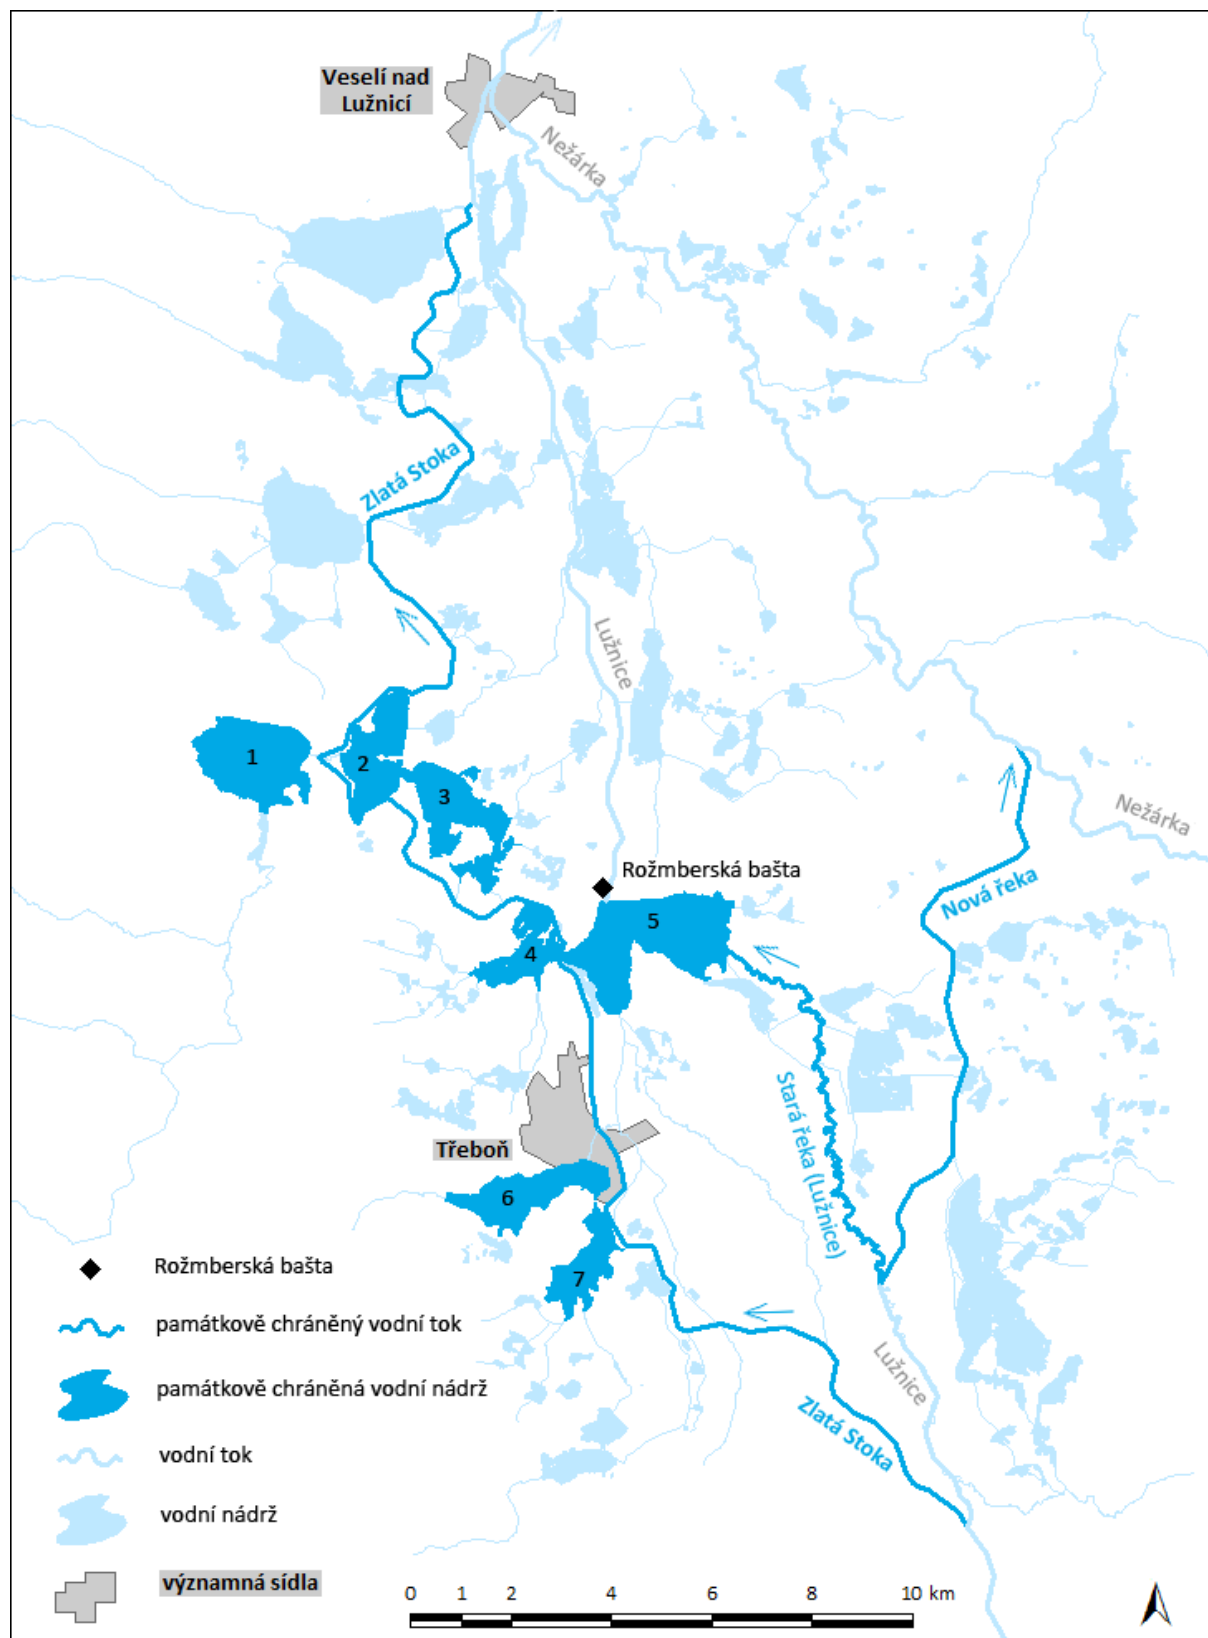 Veselí nad
Lužnicí
Nežárka
Zlatá Stoka
Lužnice
1
2
3
Nežárka
Rožmberská bašta
Nová řeka
5
4
Stará řeka (Lužnice)
Třeboň
6
7
Lužnice
Zlatá Stoka
Rožmberská bašta
památkově chráněný vodní tok
památkově chráněná vodní nádrž
vodní tok
vodní nádrž
významná sídla
0 1 2 4 6 8 10 km